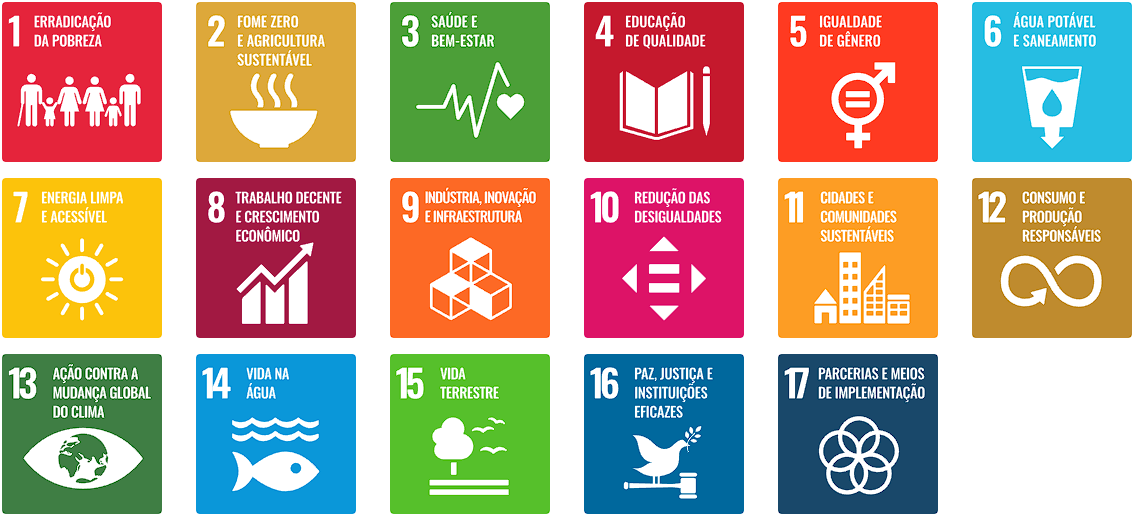 1 ERRADICAÇÃO
DA POBREZA
2 FOME ZERO
E AGRICULTURA
SUSTENTÁVEL
3 SAÚDE E
BEM-ESTAR
4 EDUCAÇÃO
DE QUALIDADE
5 IGUALDADE
DE GÊNERO
6 ÁGUA POTÁVEL
E SANEAMENTO
7 ENERGIA LIMPA
E ACESSÍVEL
8 TRABALHO DECENTE
E CRESCIMENTO
ECONÔMICO
9 INDÚSTRIA, INOVAÇÃO
E INFRAESTRUTURA
10 REDUÇÃO DAS
DESIGUALDADES
11 CIDADES E
COMUNIDADES
SUSTENTÁVEIS
12 CONSUMO E
PRODUÇÃO
RESPONSÁVEIS
13 AÇÃO CONTRA A
MUDANÇA GLOBAL
DO CLIMA
14 VIDA NA
ÁGUA
15 VIDA
TERRESTRE
16 PAZ, JUSTIÇA E
INSTITUIÇÕES
EFICAZES
17 PARCERIAS E MEIOS
DE IMPLEMENTAÇÃO